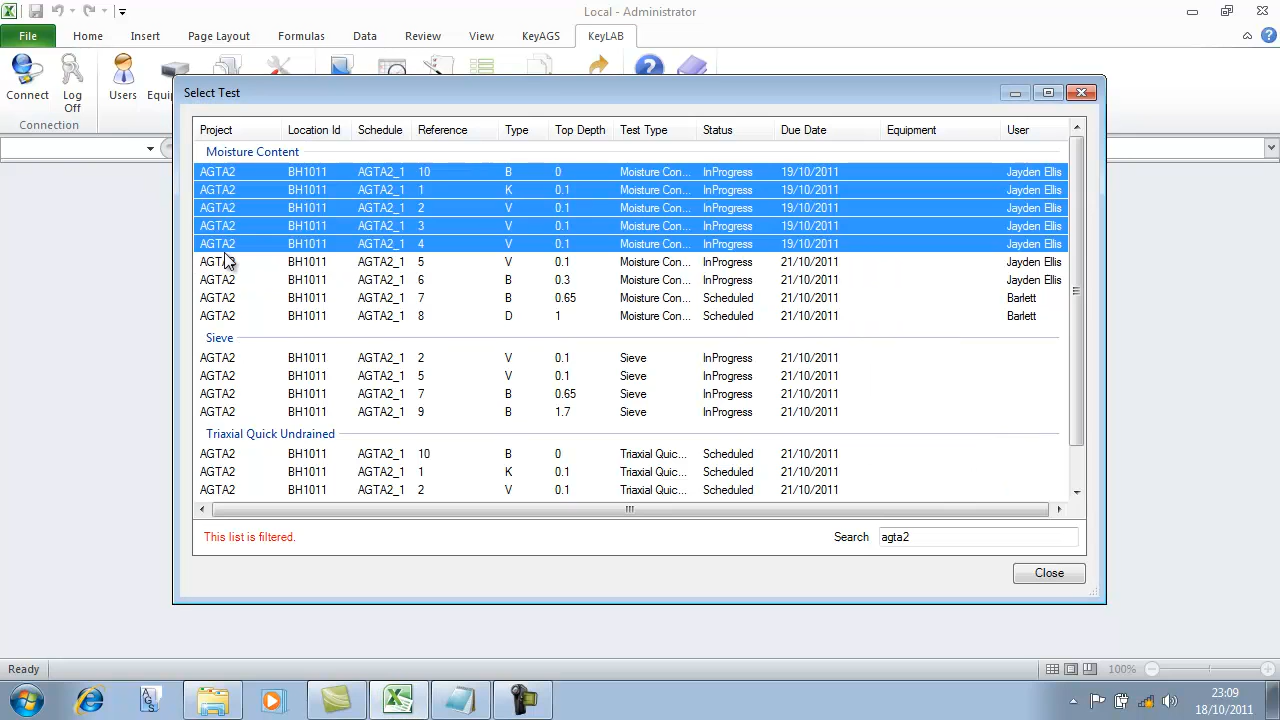 Local - Administrator
File Home Insert Page Layout Formulas Data Review View KeyAGS KeyLAB
Connect Log Off Users Equi
Connection
Select Test
Project Location Id Schedule Reference Type Top Depth Test Type Status Due Date Equipment User
Moisture Content
AGTA2 BH1011 AGTA2_1 10 B 0 Moisture Con... InProgress 19/10/2011 Jayden Ellis
AGTA2 BH1011 AGTA2_1 1 K 0.1 Moisture Con... InProgress 19/10/2011 Jayden Ellis
AGTA2 BH1011 AGTA2_1 2 V 0.1 Moisture Con... InProgress 19/10/2011 Jayden Ellis
AGTA2 BH1011 AGTA2_1 3 V 0.1 Moisture Con... InProgress 19/10/2011 Jayden Ellis
AGTA2 BH1011 AGTA2_1 4 V 0.1 Moisture Con... InProgress 19/10/2011 Jayden Ellis
AGTA2 BH1011 AGTA2_1 5 V 0.1 Moisture Con... InProgress 21/10/2011 Jayden Ellis
AGTA2 BH1011 AGTA2_1 6 B 0.3 Moisture Con... InProgress 21/10/2011 Jayden Ellis
AGTA2 BH1011 AGTA2_1 7 B 0.65 Moisture Con... Scheduled 21/10/2011 Barlett
AGTA2 BH1011 AGTA2_1 8 D 1 Moisture Con... Scheduled 21/10/2011 Barlett
Sieve
AGTA2 BH1011 AGTA2_1 2 V 0.1 Sieve InProgress 21/10/2011
AGTA2 BH1011 AGTA2_1 5 V 0.1 Sieve InProgress 21/10/2011
AGTA2 BH1011 AGTA2_1 7 B 0.65 Sieve InProgress 21/10/2011
AGTA2 BH1011 AGTA2_1 9 B 1.7 Sieve InProgress 21/10/2011
Triaxial Quick Undrained
AGTA2 BH1011 AGTA2_1 10 B 0 Triaxial Quic... Scheduled 21/10/2011
AGTA2 BH1011 AGTA2_1 1 K 0.1 Triaxial Quic... Scheduled 21/10/2011
AGTA2 BH1011 AGTA2_1 2 V 0.1 Triaxial Quic... Scheduled 21/10/2011
This list is filtered. Search agta2
Close
Ready 100%
23:09
18/10/2011